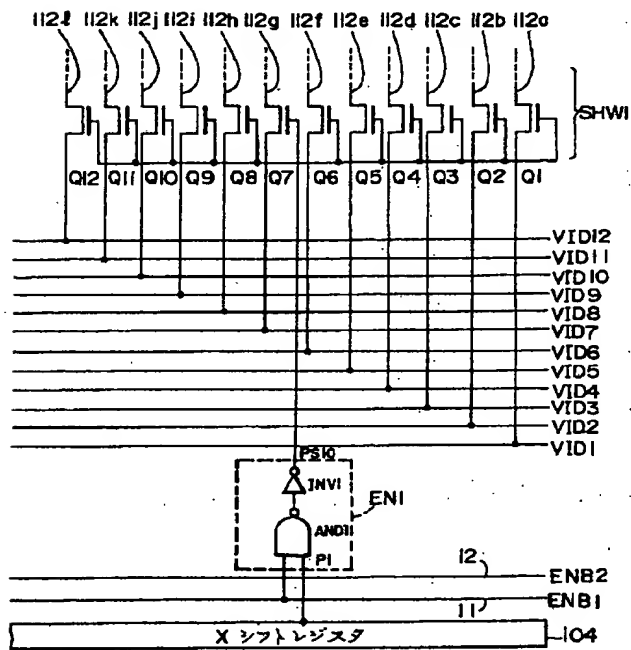 112ℓ 112k 112j 112i 112h 112g 112f 112e 112d 112c 112b 112a
SHW1
Q12 Q11 Q10 Q9 Q8 Q7 Q6 Q5 Q4 Q3 Q2 Q1
VID12
VID11
VID10
VID9
VID8
VID7
VID6
VID5
VID4
VID3
VID2
VID1
PS10
INV1
EN1
AND11
P1
12
ENB2
ENB1
11
X シフトレジスタ
104